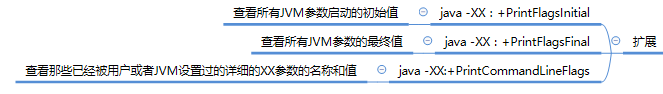 查看所有JVM参数启动的初始值 java -XX：+PrintFlagsInitial
查看所有JVM参数的最终值 java -XX：+PrintFlagsFinal 扩展
查看那些已经被用户或者JVM设置过的详细的XX参数的名称和值 java -XX:+PrintCommandLineFlags